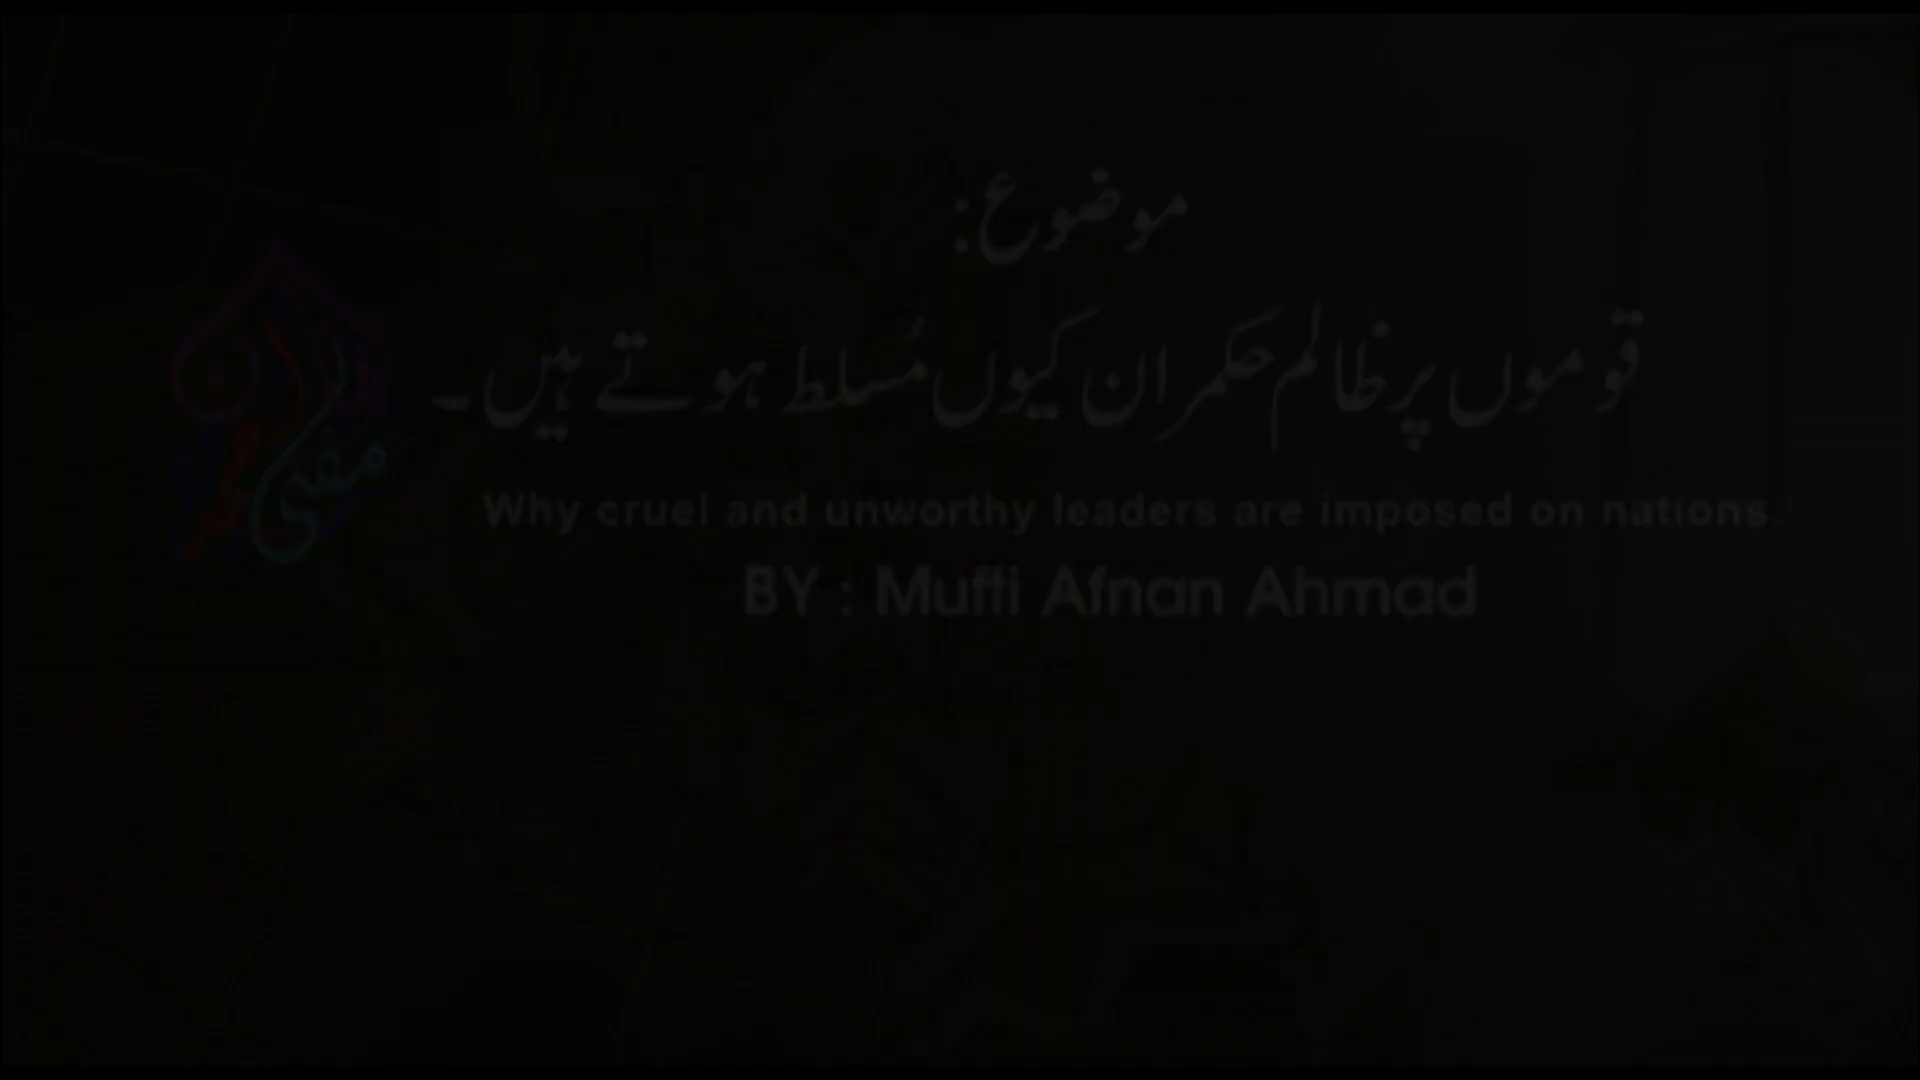 موضوع:
قوموں پر ظالم حکمران کیوں مُسلط ہوتے ہیں۔
Why cruel and unworthy leaders are imposed on nations.
BY : Mufti Afnan Ahmad